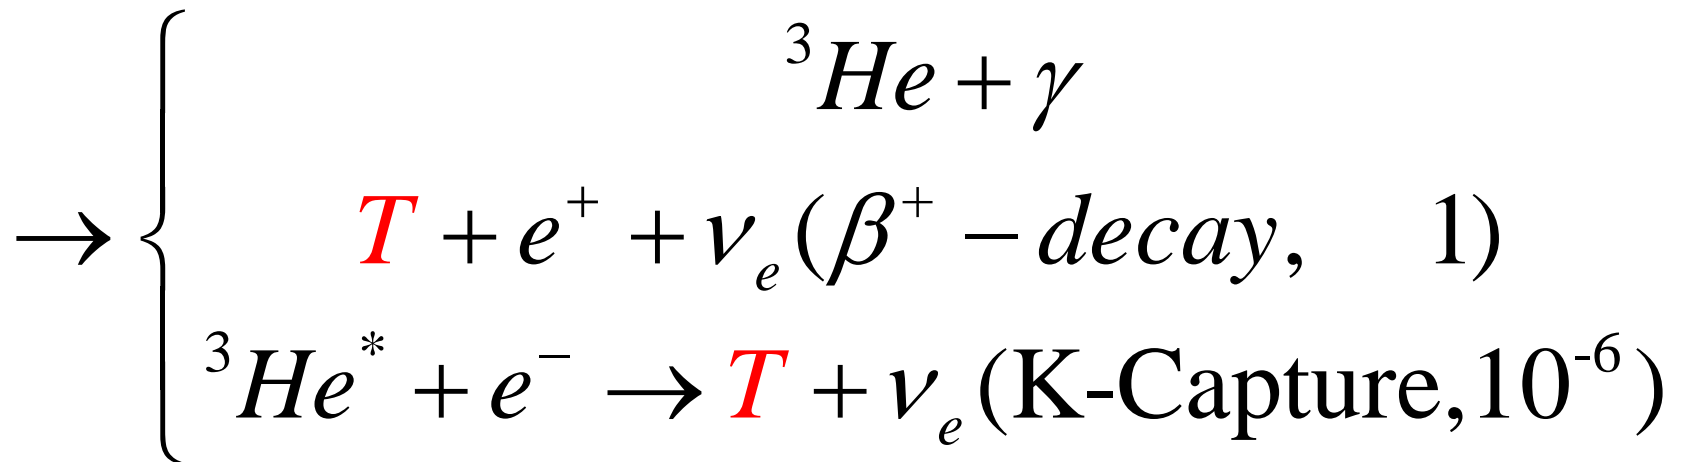 ³He + γ
→ { T + e⁺ + νₑ (β⁺ − decay, 1)
³He* + e⁻ → T + νₑ (K-Capture,10⁻⁶)